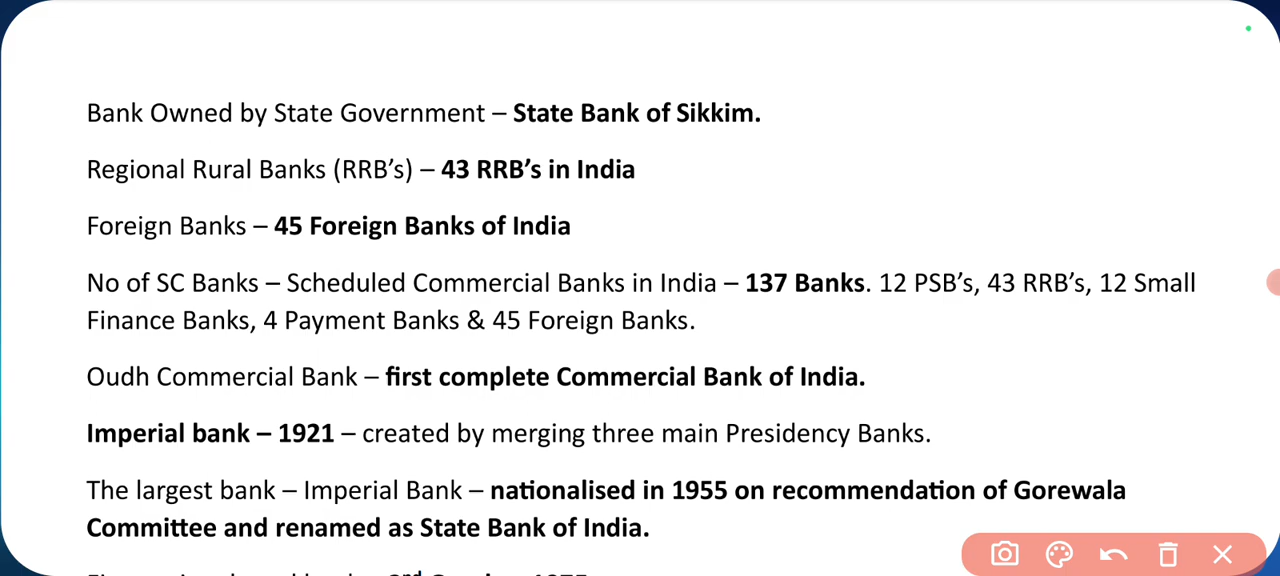 Bank Owned by State Government – State Bank of Sikkim.
Regional Rural Banks (RRB’s) – 43 RRB’s in India
Foreign Banks – 45 Foreign Banks of India
No of SC Banks – Scheduled Commercial Banks in India – 137 Banks. 12 PSB’s, 43 RRB’s, 12 Small
Finance Banks, 4 Payment Banks & 45 Foreign Banks.
Oudh Commercial Bank – first complete Commercial Bank of India.
Imperial bank – 1921 – created by merging three main Presidency Banks.
The largest bank – Imperial Bank – nationalised in 1955 on recommendation of Gorewala
Committee and renamed as State Bank of India.